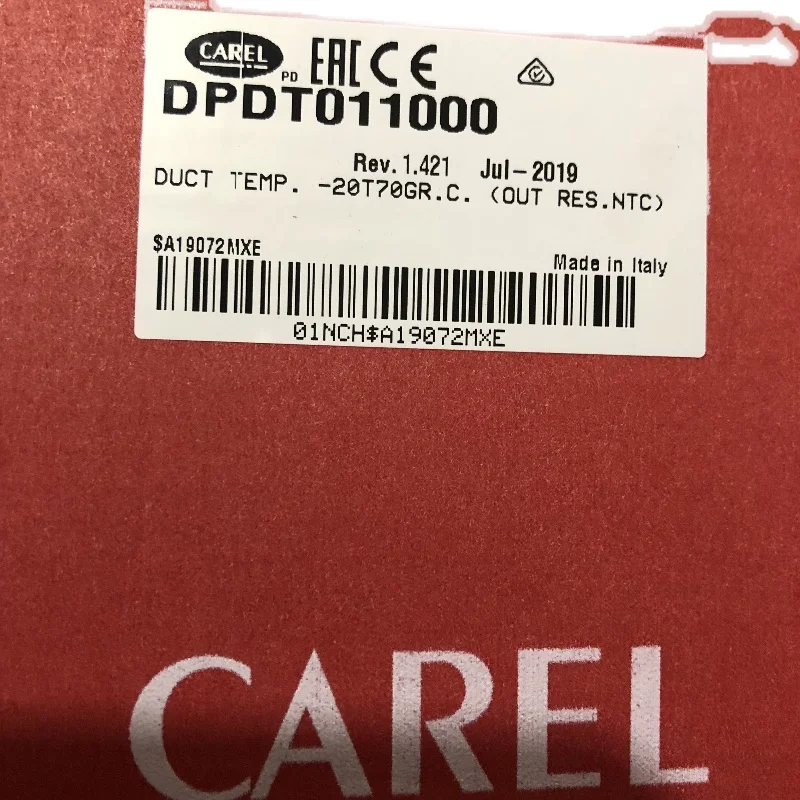 CAREL
PD
EAC CE
DPDT011000
Rev. 1.421 Jul-2019
DUCT TEMP. -20T70GR.C. (OUT RES.NTC)
$A19072MXE
Made in Italy
01NCH$A19072MXE
CAREL